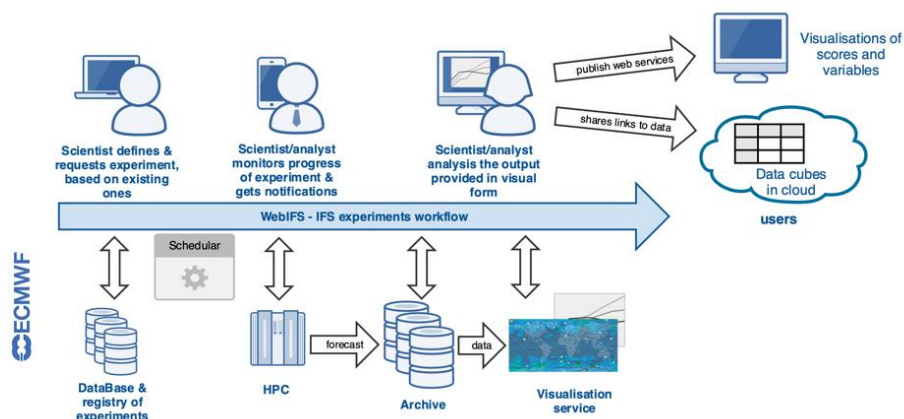 Visualisations of
scores and
variables
publish web services
shares links to data
Scientist defines &
requests experiment,
based on existing
ones
Scientist/analyst
monitors progress
of experiment &
gets notifications
Scientist/analyst
analysis the output
provided in visual
form
Data cubes
in cloud
users
WebIFS - IFS experiments workflow
Schedular
ECMWF
forecast
data
DataBase &
registry of
experiments
HPC
Archive
Visualisation
service